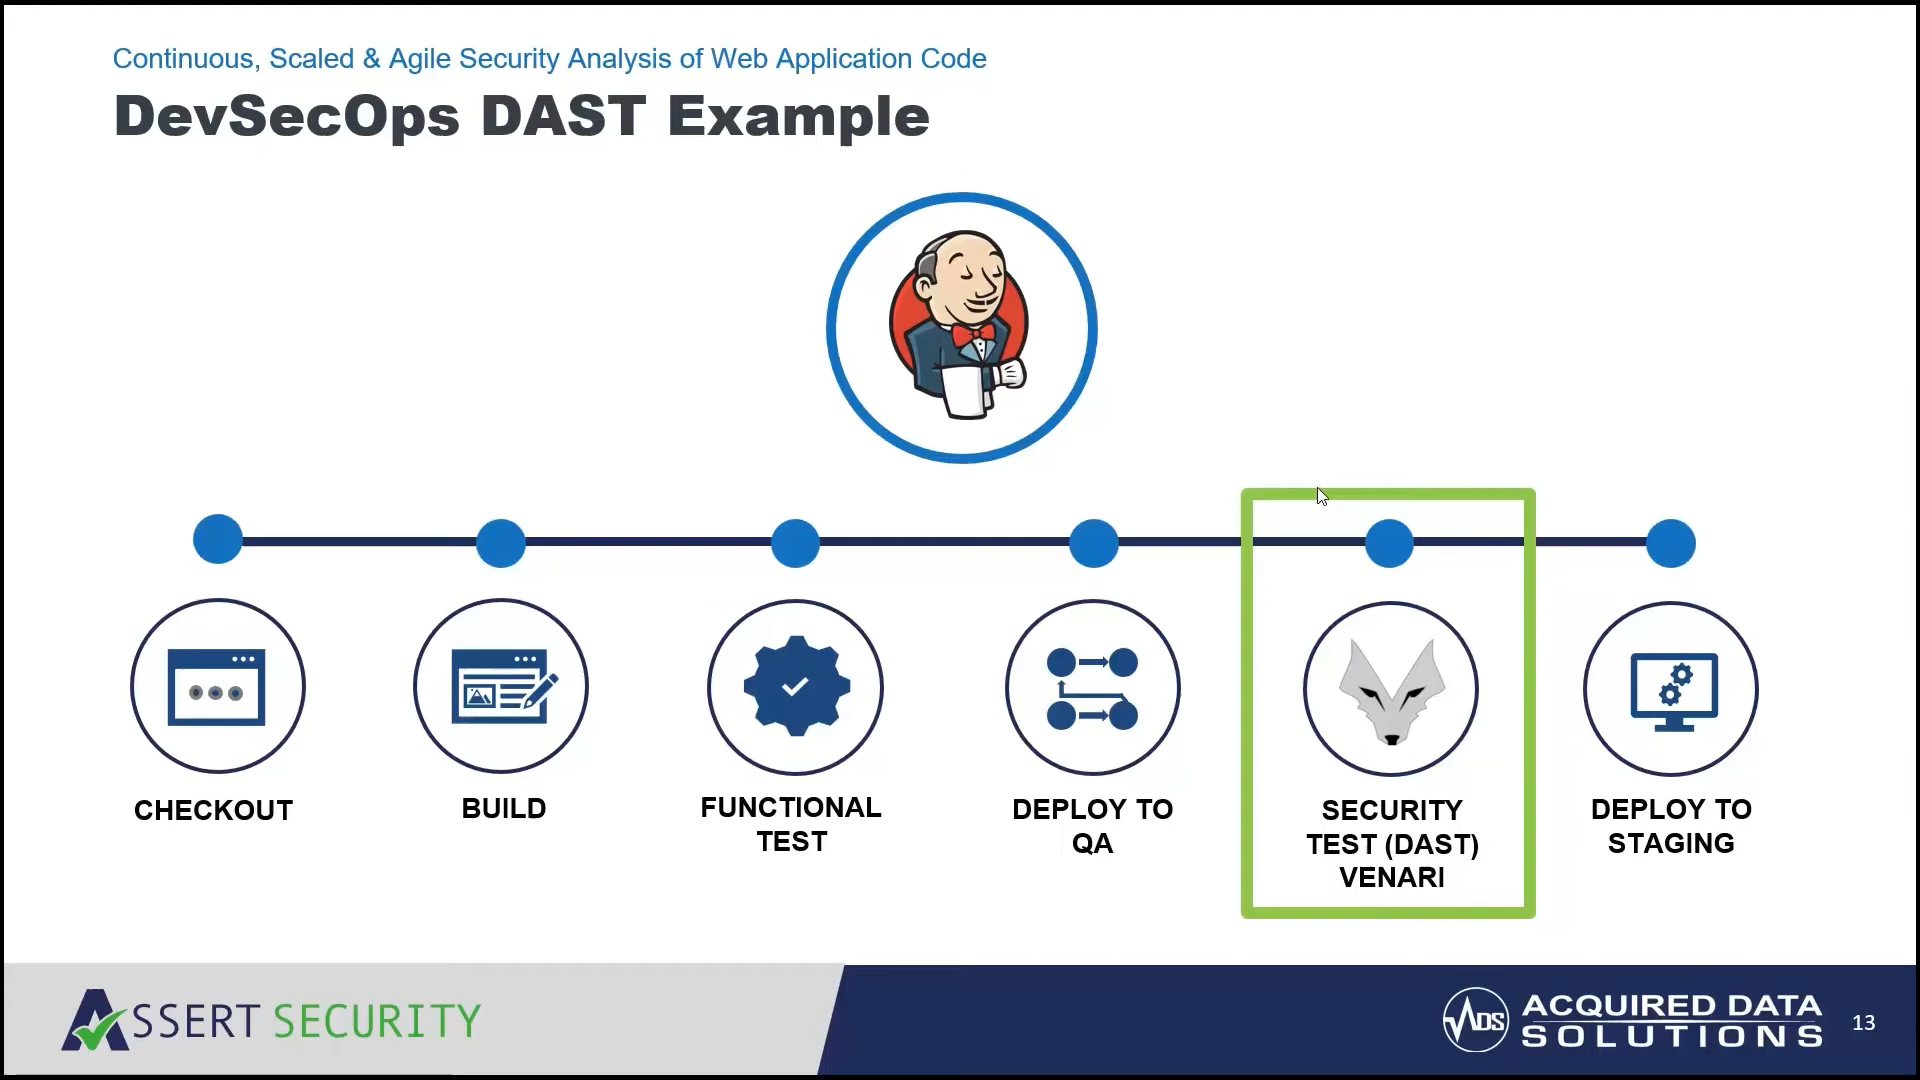 Continuous, Scaled & Agile Security Analysis of Web Application Code
DevSecOps DAST Example
CHECKOUT
BUILD
FUNCTIONAL
TEST
DEPLOY TO
QA
SECURITY
TEST (DAST)
VENARI
DEPLOY TO
STAGING
ASSERT SECURITY
ADS
ACQUIRED DATA
SOLUTIONS
13